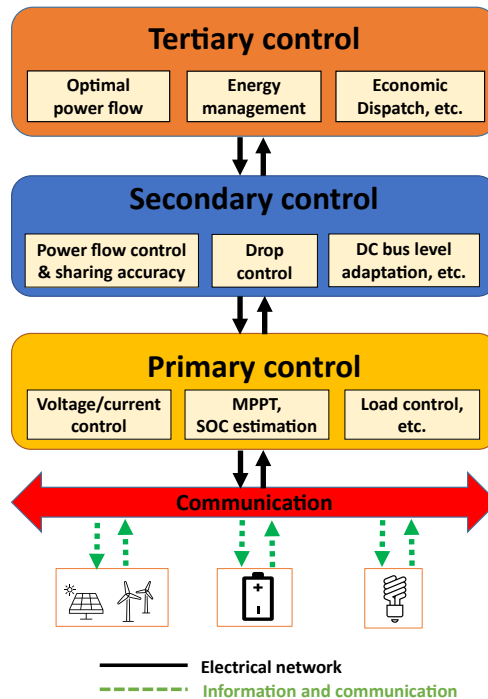 Tertiary control
Optimal
power flow
Energy
management
Economic
Dispatch, etc.
Secondary control
Power flow control
& sharing accuracy
Drop
control
DC bus level
adaptation, etc.
Primary control
Voltage/current
control
MPPT,
SOC estimation
Load control,
etc.
Communication
Electrical network
Information and communication